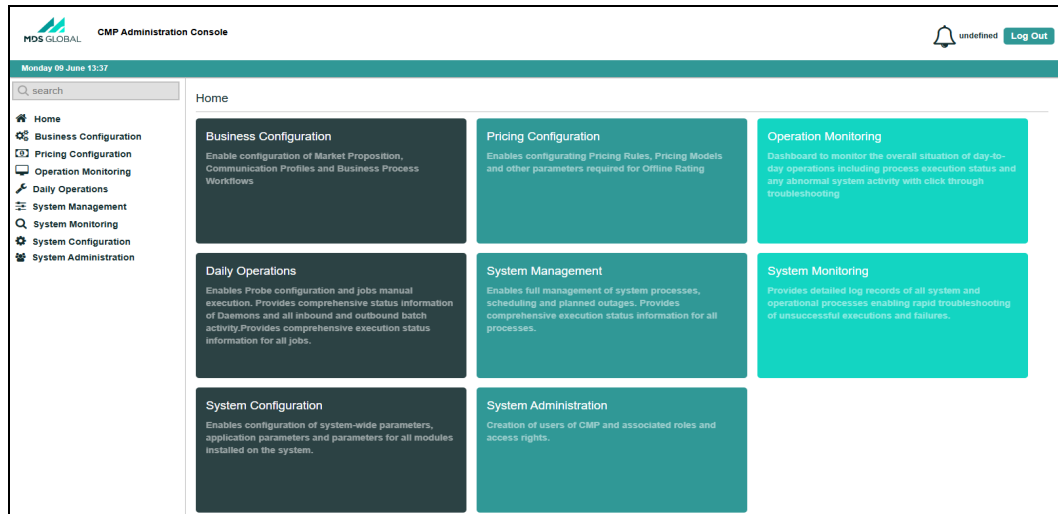 MDS GLOBAL
CMP Administration Console
undefined
Log Out
Monday 09 June 13:37
search
Home
Business Configuration
Pricing Configuration
Operation Monitoring
Daily Operations
System Management
System Monitoring
System Configuration
System Administration
Home
Business Configuration
Enable configuration of Market Proposition,
Communication Profiles and Business Process
Workflows
Pricing Configuration
Enables configurating Pricing Rules, Pricing Models
and other parameters required for Offline Rating
Operation Monitoring
Dashboard to monitor the overall situation of day-to-
day operations including process execution status and
any abnormal system activity with click through
troubleshooting
Daily Operations
Enables Probe configuration and jobs manual
execution. Provides comprehensive status information
of Daemons and all inbound and outbound batch
activity.Provides comprehensive execution status
information for all jobs.
System Management
Enables full management of system processes,
scheduling and planned outages. Provides
comprehensive execution status information for all
processes.
System Monitoring
Provides detailed log records of all system and
operational processes enabling rapid troubleshooting
of unsuccessful executions and failures.
System Configuration
Enables configuration of system-wide parameters,
application parameters and parameters for all modules
installed on the system.
System Administration
Creation of users of CMP and associated roles and
access rights.